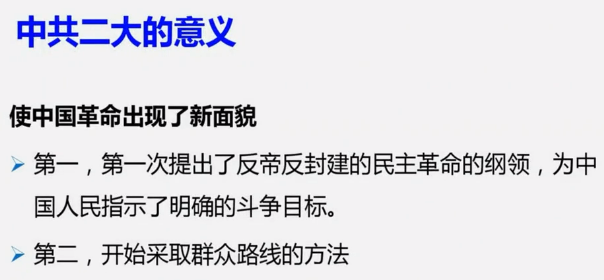 中共二大的意义
使中国革命出现了新面貌
第一，第一次提出了反帝反封建的民主革命的纲领，为中
国人民指示了明确的斗争目标。
第二，开始采取群众路线的方法